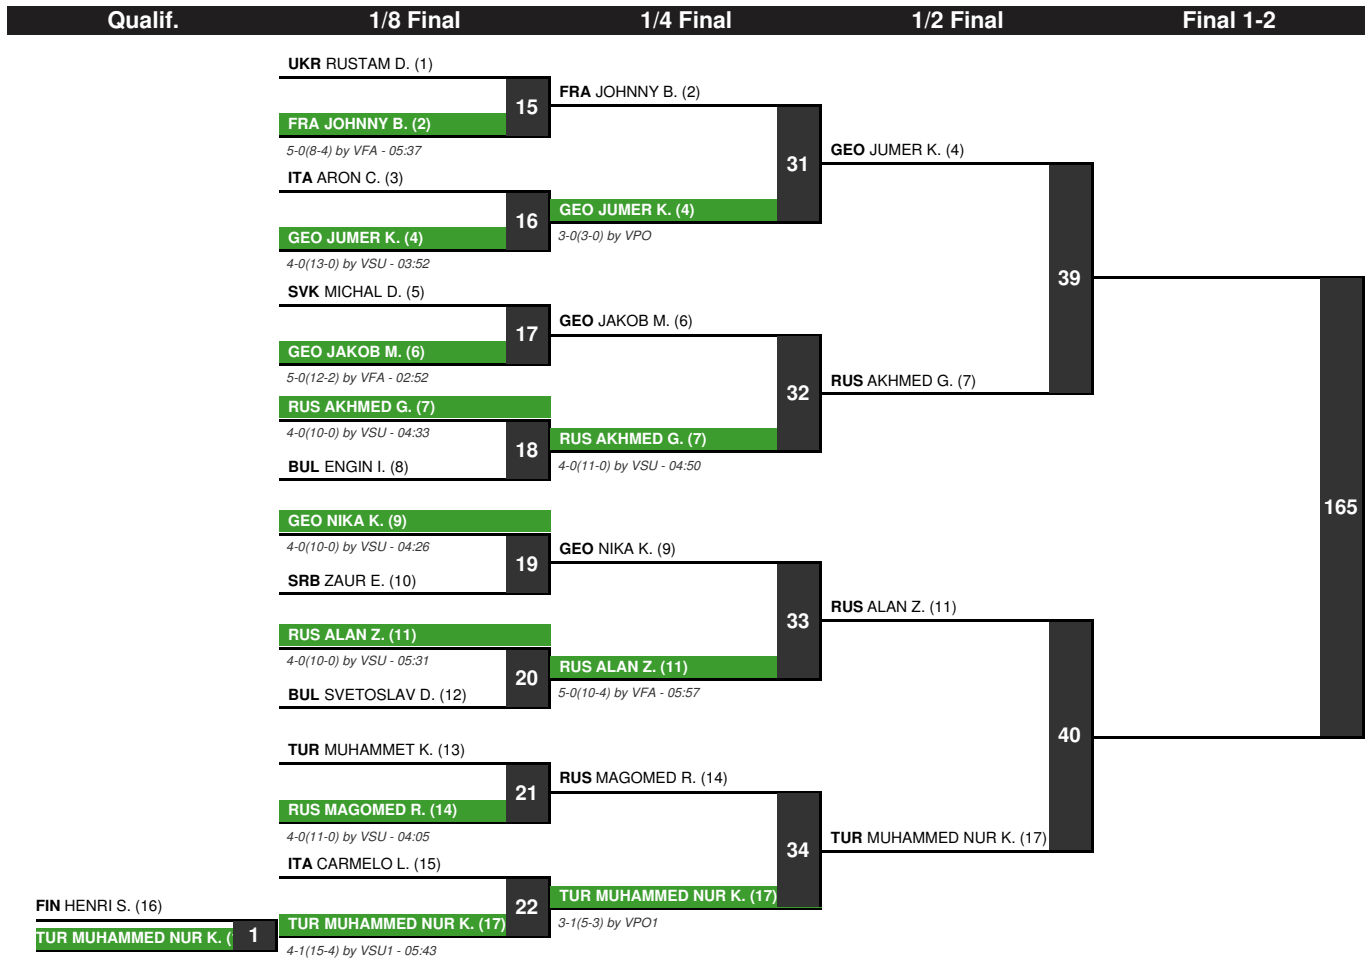 Qualif. 1/8 Final 1/4 Final 1/2 Final Final 1-2
UKR RUSTAM D. (1)
15
FRA JOHNNY B. (2)
5-0(8-4) by VFA - 05:37
ITA ARON C. (3)
16
GEO JUMER K. (4)
4-0(13-0) by VSU - 03:52
SVK MICHAL D. (5)
17
GEO JAKOB M. (6)
5-0(12-2) by VFA - 02:52
RUS AKHMED G. (7)
4-0(10-0) by VSU - 04:33
18
BUL ENGIN I. (8)
GEO NIKA K. (9)
4-0(10-0) by VSU - 04:26
19
SRB ZAUR E. (10)
RUS ALAN Z. (11)
4-0(10-0) by VSU - 05:31
20
BUL SVETOSLAV D. (12)
TUR MUHAMMET K. (13)
21
RUS MAGOMED R. (14)
4-0(11-0) by VSU - 04:05
ITA CARMELO L. (15)
22
TUR MUHAMMED NUR K. (17)
4-1(15-4) by VSU1 - 05:43
FIN HENRI S. (16)
TUR MUHAMMED NUR K. (
1
FRA JOHNNY B. (2)
31
GEO JUMER K. (4)
3-0(3-0) by VPO
GEO JAKOB M. (6)
32
RUS AKHMED G. (7)
4-0(11-0) by VSU - 04:50
GEO NIKA K. (9)
33
RUS ALAN Z. (11)
5-0(10-4) by VFA - 05:57
RUS MAGOMED R. (14)
34
TUR MUHAMMED NUR K. (17)
3-1(5-3) by VPO1
GEO JUMER K. (4)
39
RUS AKHMED G. (7)
RUS ALAN Z. (11)
40
TUR MUHAMMED NUR K. (17)
165